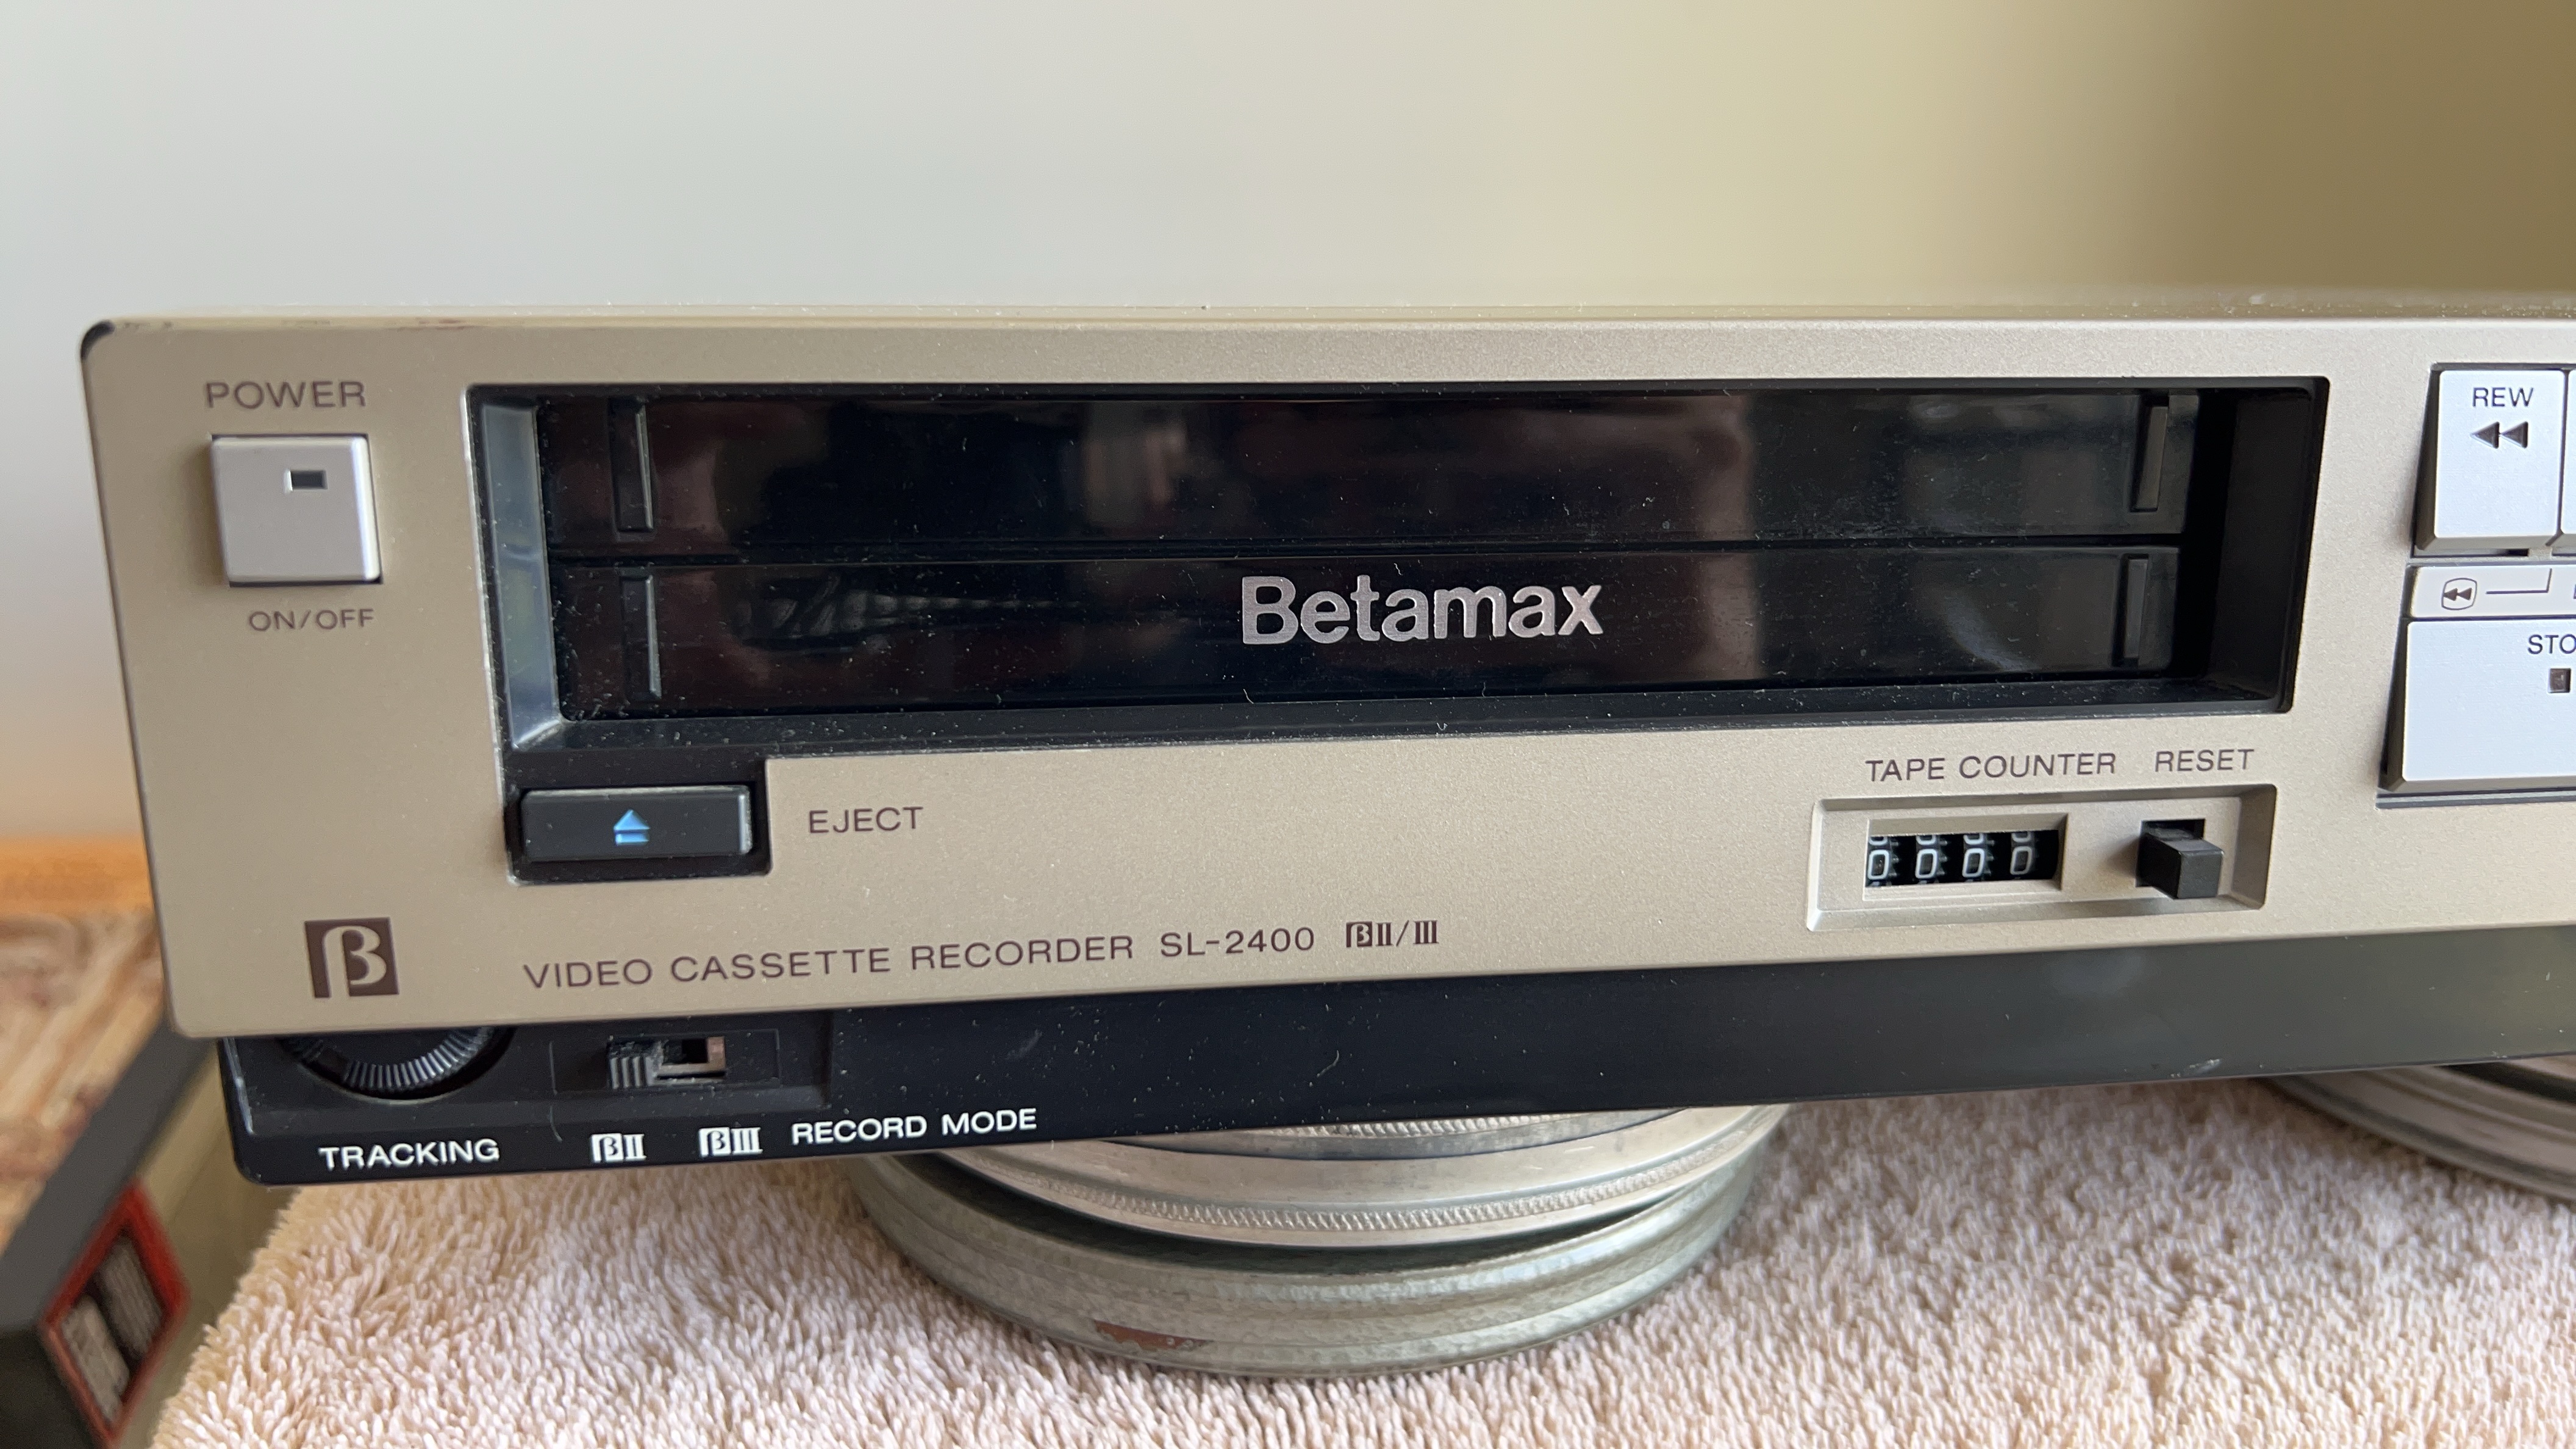 POWER
ON/OFF
Betamax
REW
EJECT
TAPE COUNTER RESET
0000
β
VIDEO CASSETTE RECORDER SL-2400 βII/III
TRACKING βII βIII RECORD MODE